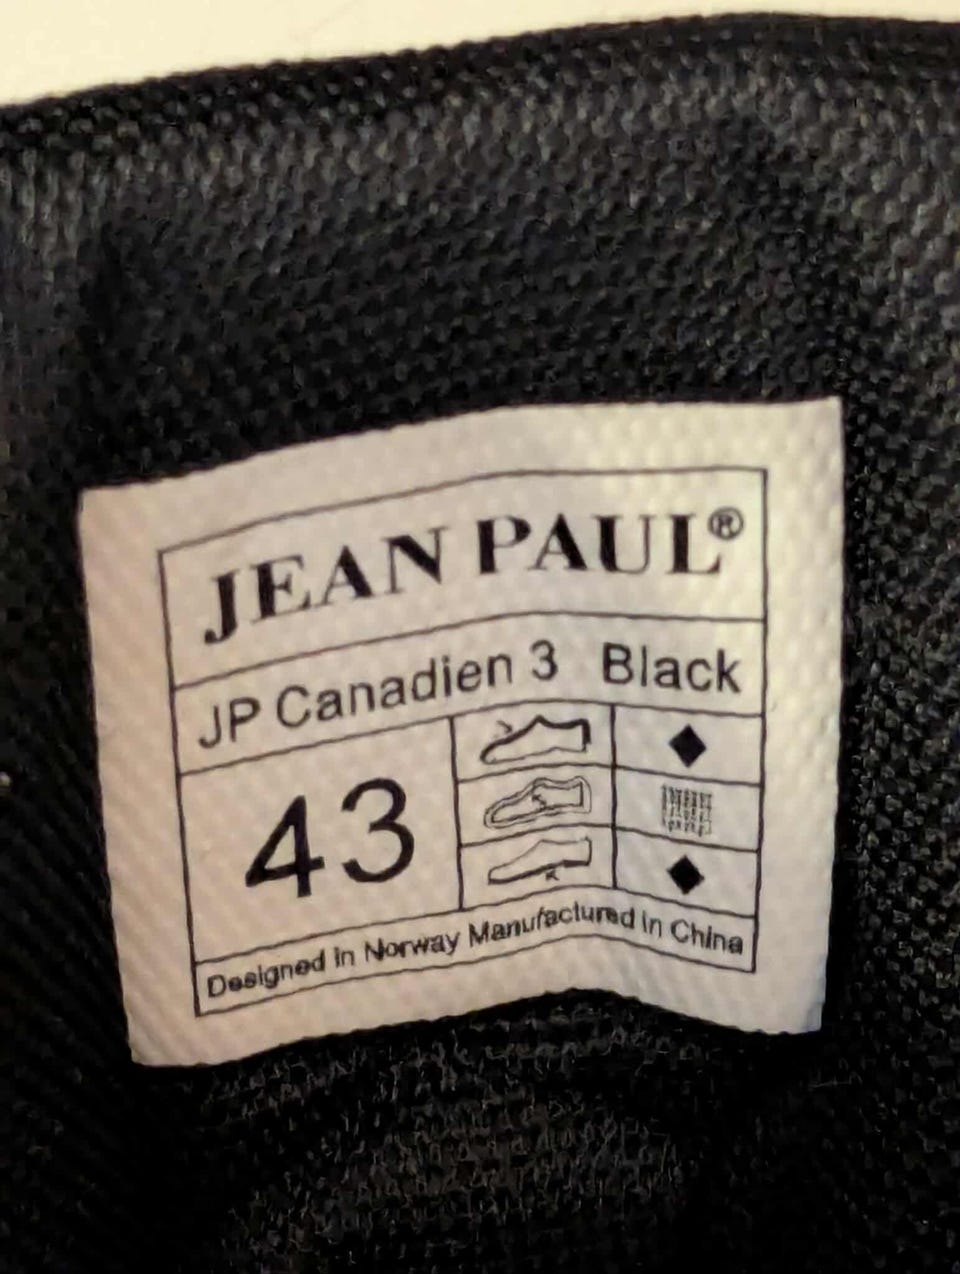 JEAN PAUL®
JP Canadien 3 Black
43
Designed in Norway Manufactured in China